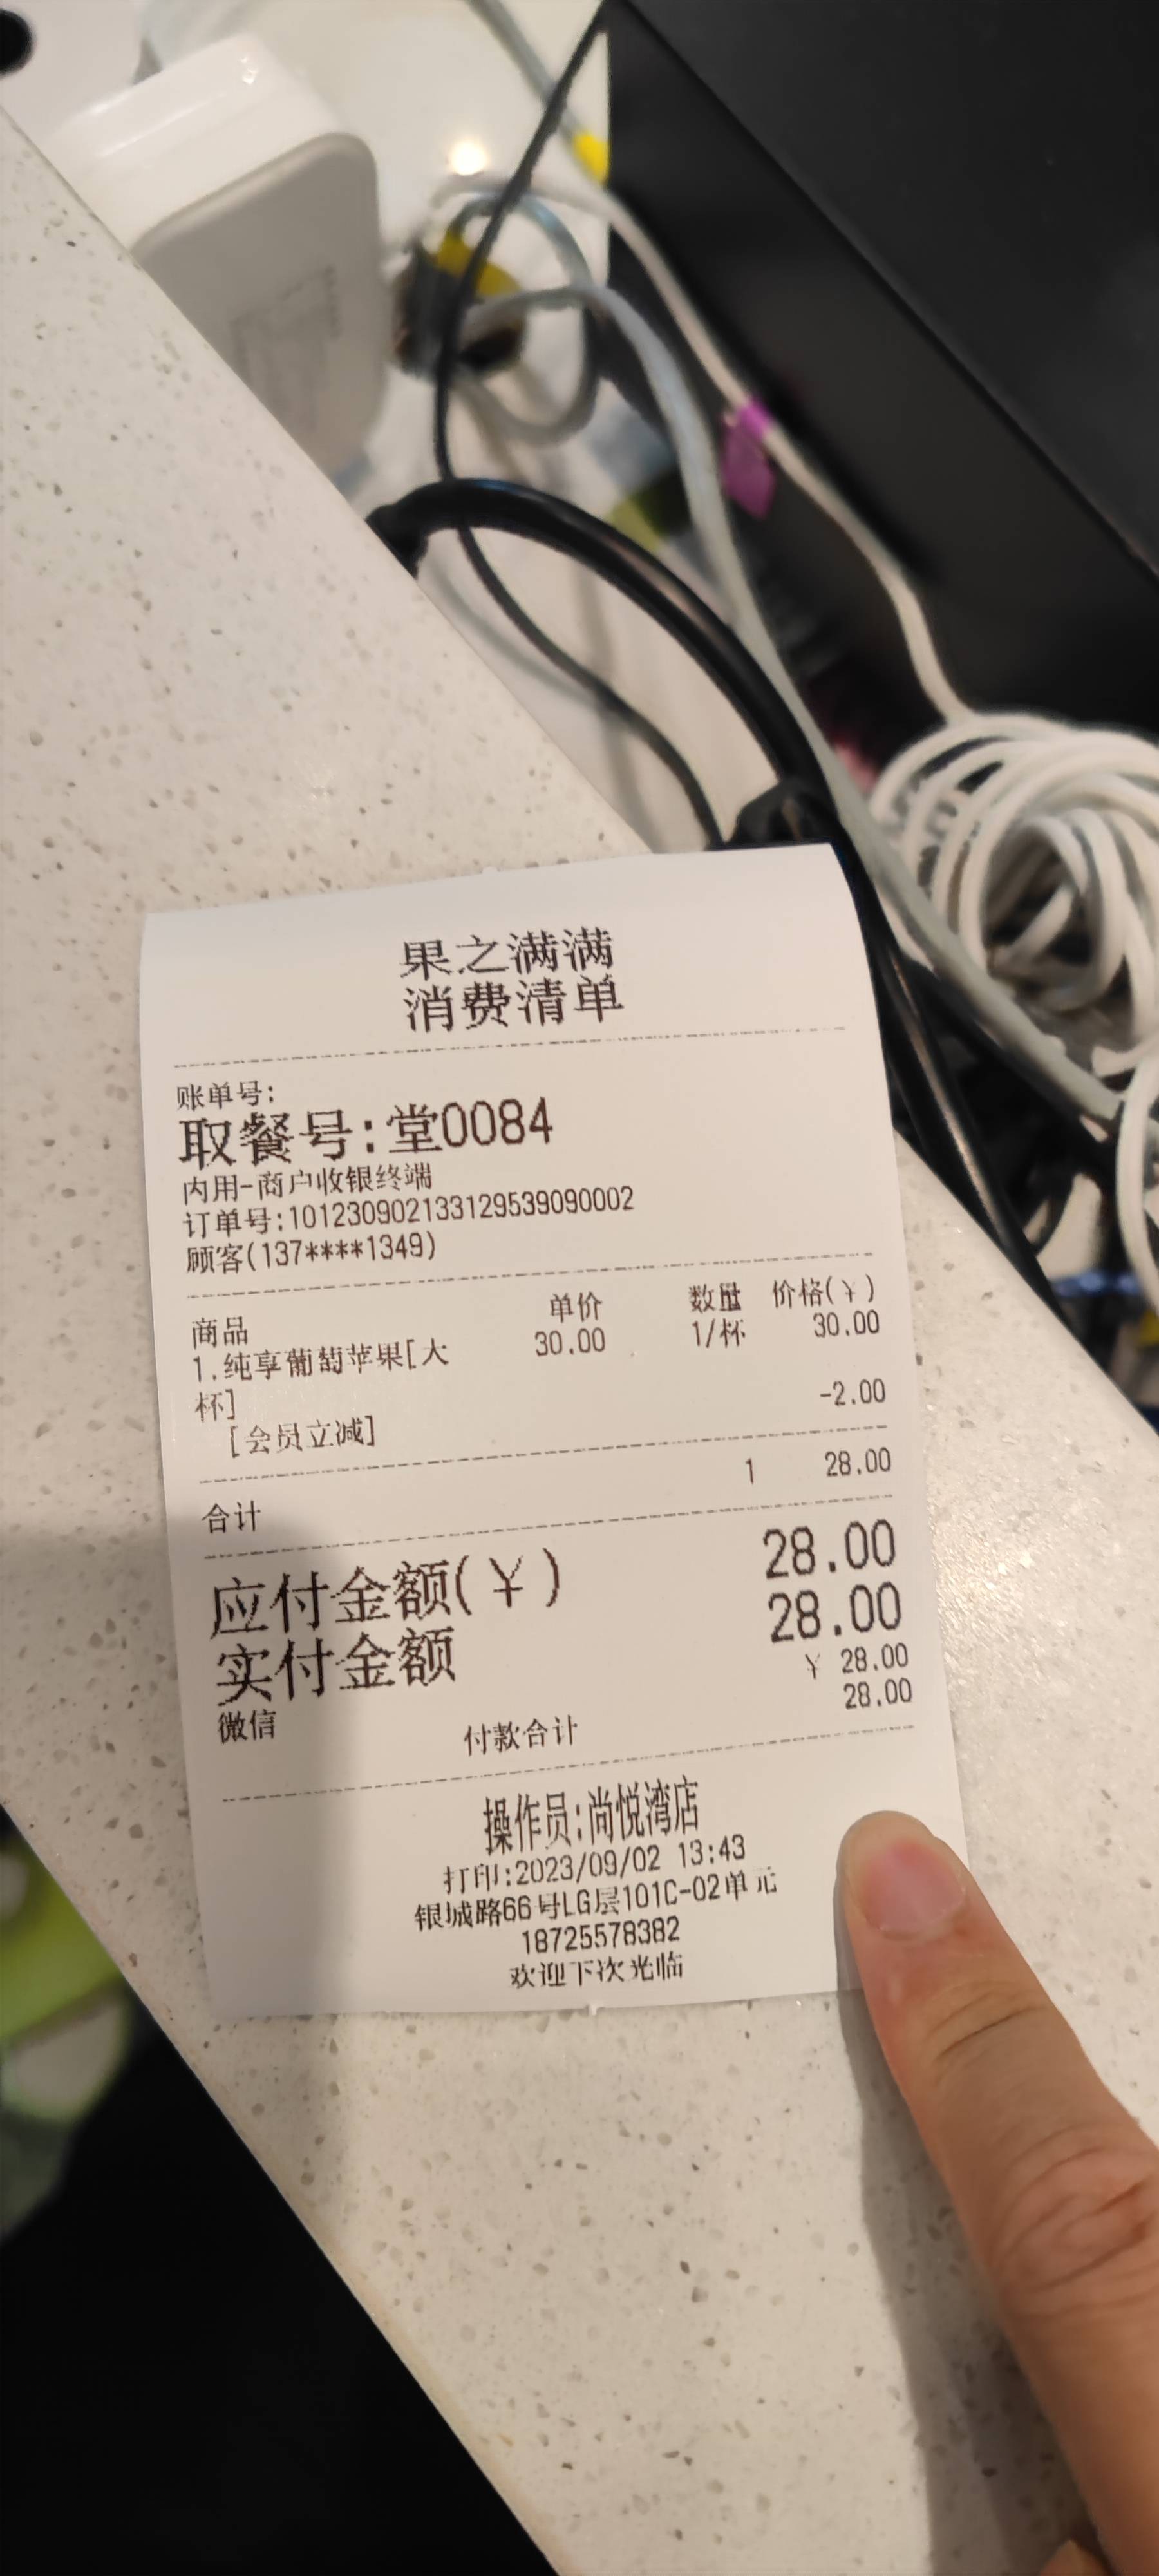 果之满满
消费清单
账单号:
取餐号:堂0084
内用-商户收银终端
订单号:101230902133129539090002
顾客(137****1349)
商品 单价 数量 价格(¥)
1.纯享葡萄苹果[大 30.00 1/杯 30.00
杯]
[会员立减] -2.00
合计 1 28.00
应付金额(¥) 28.00
实付金额 28.00
微信 ¥ 28.00
付款合计 28.00
操作员:尚悦湾店
打印:2023/09/02 13:43
银城路66号LG层101C-02单元
18725578382
欢迎下次光临